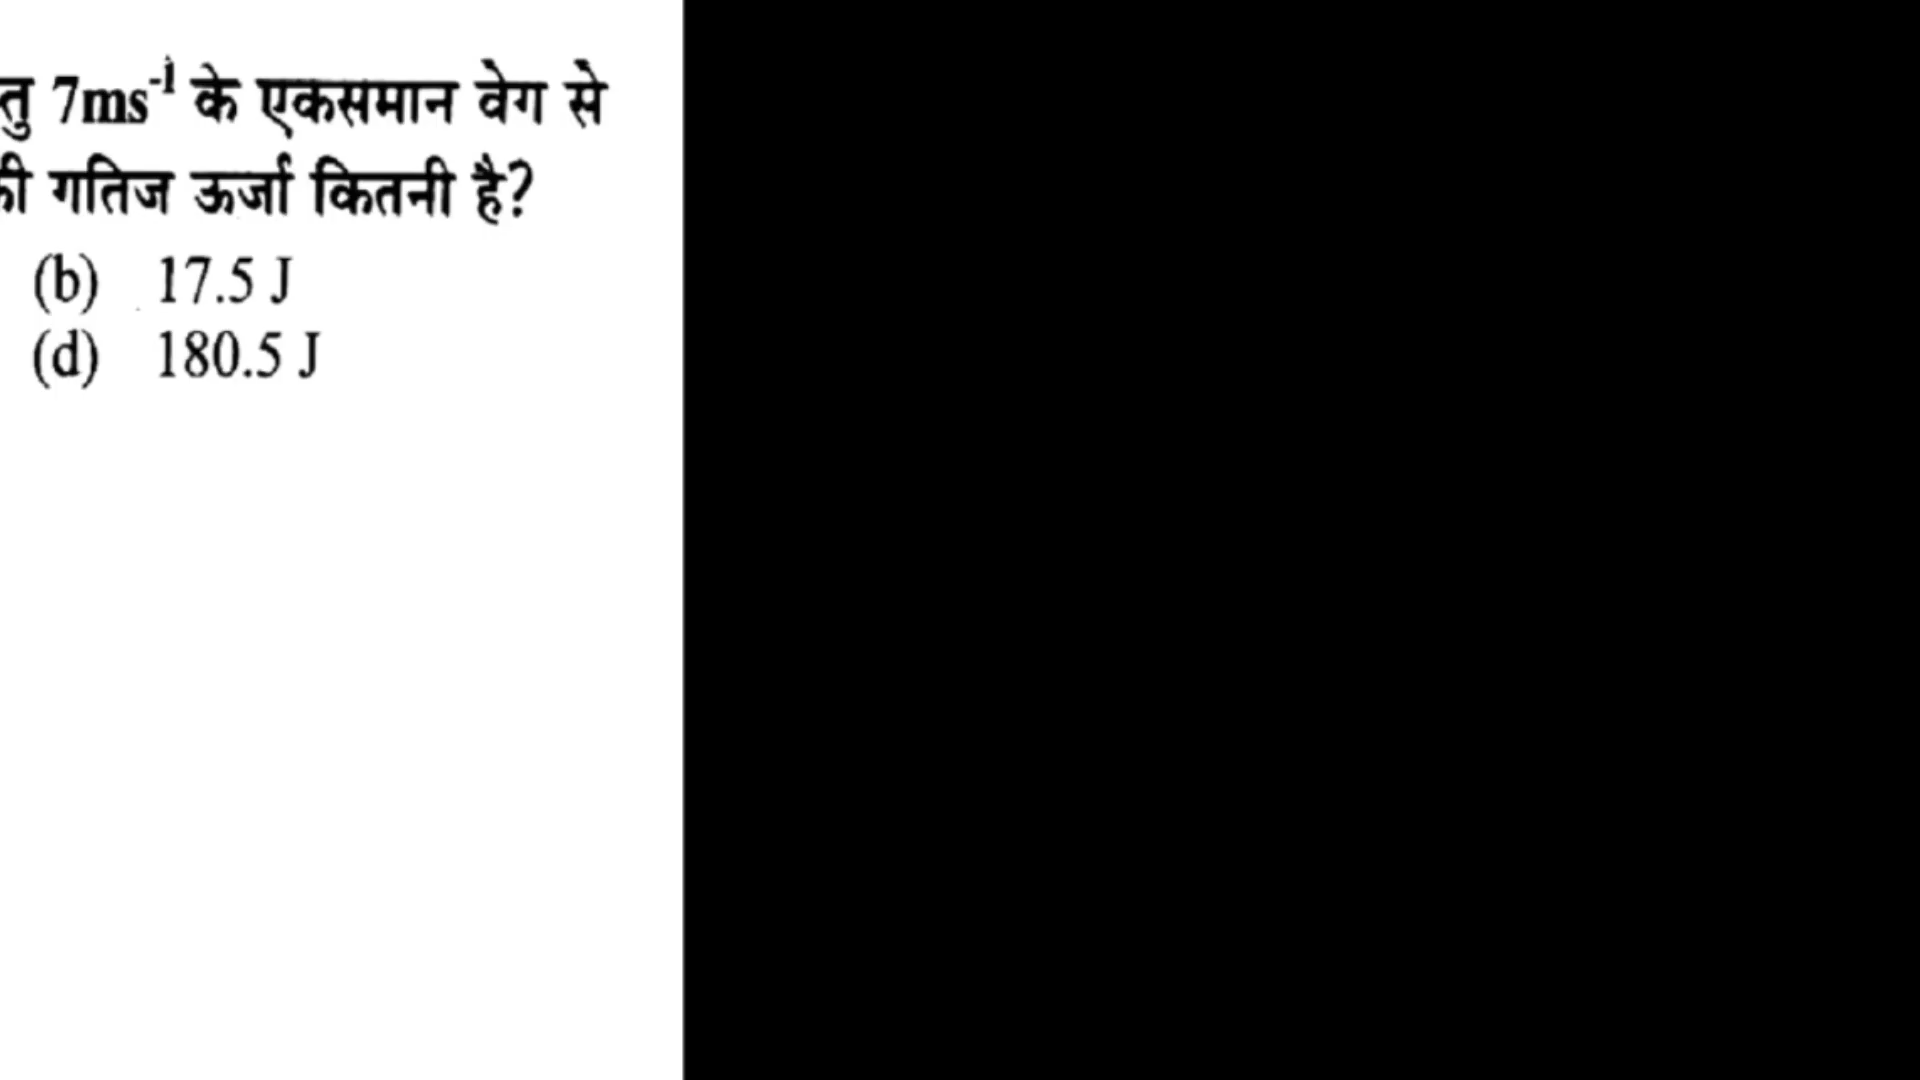 तु 7ms⁻¹ के एकसमान वेग से
की गतिज ऊर्जा कितनी है?
(b) 17.5 J
(d) 180.5 J